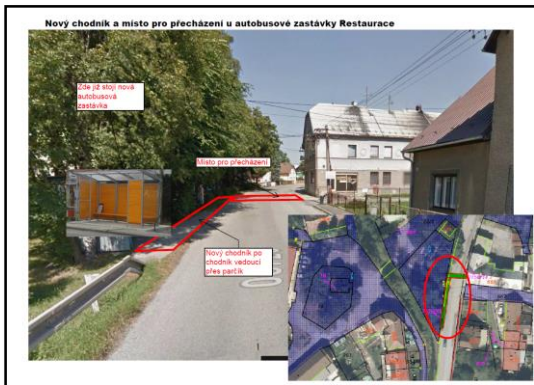 Nový chodník a místo pro přecházení u autobusové zastávky Restaurace
Zde již stojí nová
autobusová
zastávka
Místo pro přecházení
Nový chodník po
chodník vadoucí
přes parčík